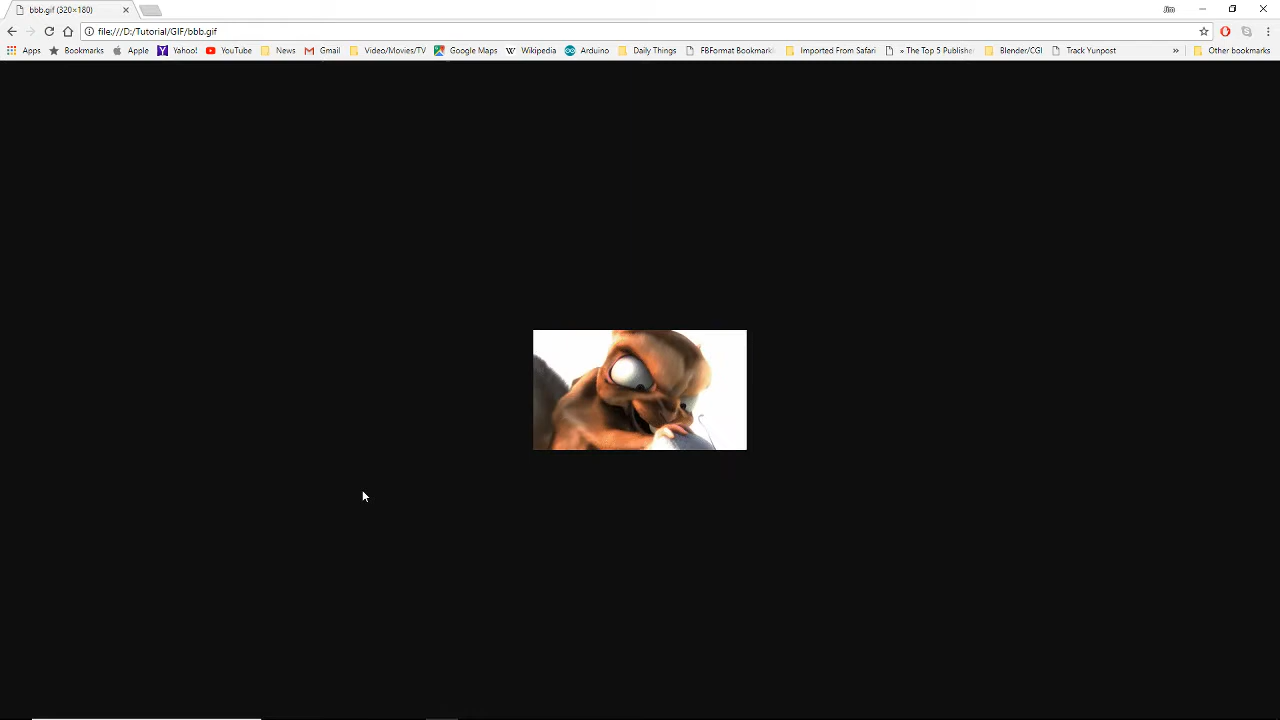 bbb.gif (320×180)
Jim
file:///D:/Tutorial/GIF/bbb.gif
Apps Bookmarks Apple Yahoo! YouTube News Gmail Video/Movies/TV Google Maps Wikipedia Arduino Daily Things FBFormat Bookmark Imported From Safari The Top 5 Publishe Blender/CGI Track Yunpost » Other bookmarks